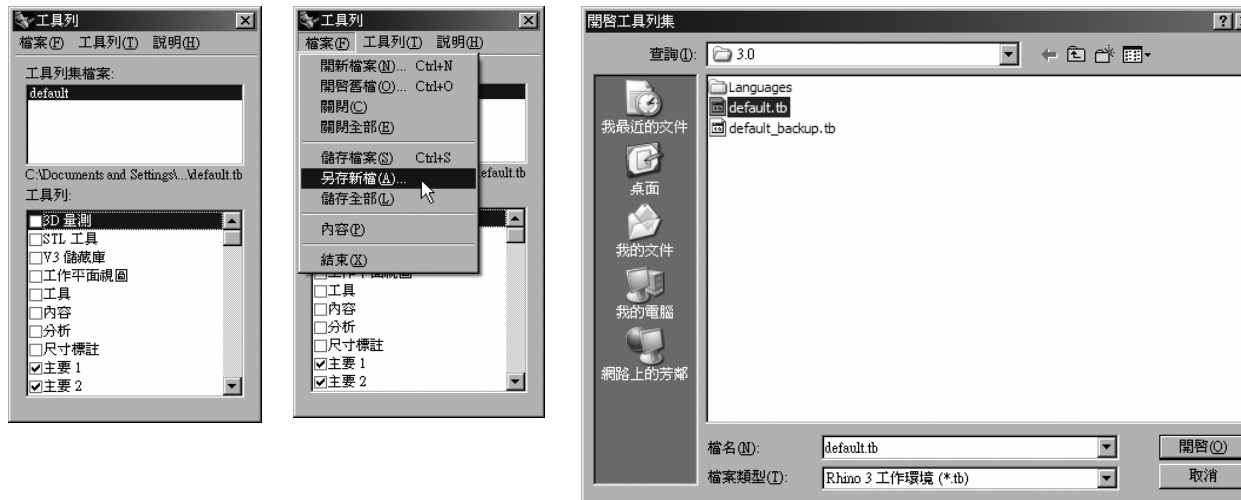 工具列
檔案(F) 工具列(T) 說明(H)
工具列集檔案:
default
C:\Documents and Settings\...\default.tb
工具列:
3D 量測
STL 工具
V3 儲藏庫
工作平面視圖
工具
內容
分析
尺寸標註
主要 1
主要 2
工具列
檔案(F) 工具列(T) 說明(H)
開新檔案(N)... Ctrl+N
開啓舊檔(O)... Ctrl+O
關閉(C)
關閉全部(E)
儲存檔案(S) Ctrl+S
另存新檔(A)...
efault.tb
儲存全部(L)
內容(P)
結束(X)
工作平面視圖
工具
內容
分析
尺寸標註
主要 1
主要 2
開啓工具列集
查詢(I): 3.0
Languages
default.tb
default_backup.tb
我最近的文件
桌面
我的文件
我的電腦
網路上的芳鄰
檔名(N): default.tb 開啓(O)
檔案類型(T): Rhino 3 工作環境 (*.tb) 取消